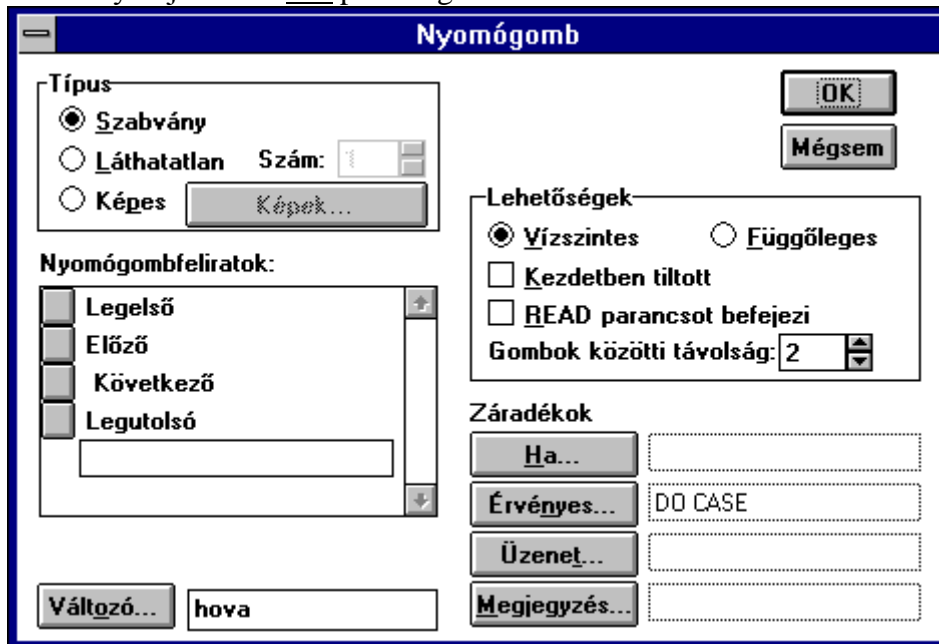 Nyomógomb
Típus
Szabvány
Láthatatlan Szám: 1
Képes Képek...
OK
Mégsem
Nyomógombfeliratok:
Legelső
Előző
Következő
Legutolsó
Lehetőségek
Vízszintes Függőleges
Kezdetben tiltott
READ parancsot befejezi
Gombok közötti távolság: 2
Záradékok
Ha...
Érvényes... DO CASE
Üzenet...
Megjegyzés...
Változó... hova